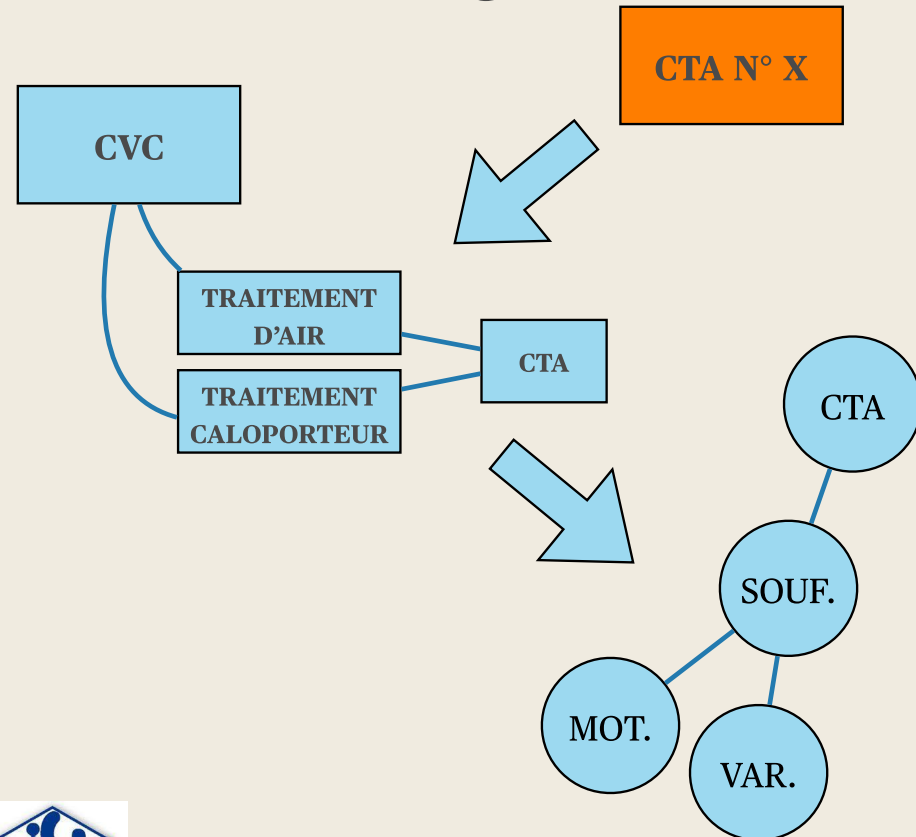 CTA N° X
CVC
TRAITEMENT
D'AIR
CTA
TRAITEMENT
CALOPORTEUR
CTA
SOUF.
MOT.
VAR.